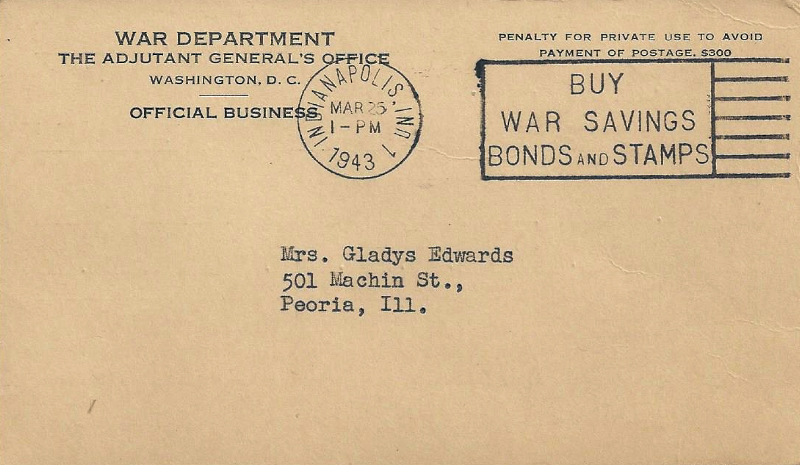 WAR DEPARTMENT
THE ADJUTANT GENERAL'S OFFICE
WASHINGTON, D. C.
OFFICIAL BUSINESS
PENALTY FOR PRIVATE USE TO AVOID
PAYMENT OF POSTAGE, $300
INDIANAPOLIS, IND. 1
MAR 25
1-PM
1943
BUY
WAR SAVINGS
BONDS AND STAMPS
Mrs. Gladys Edwards
501 Machin St.,
Peoria, Ill.